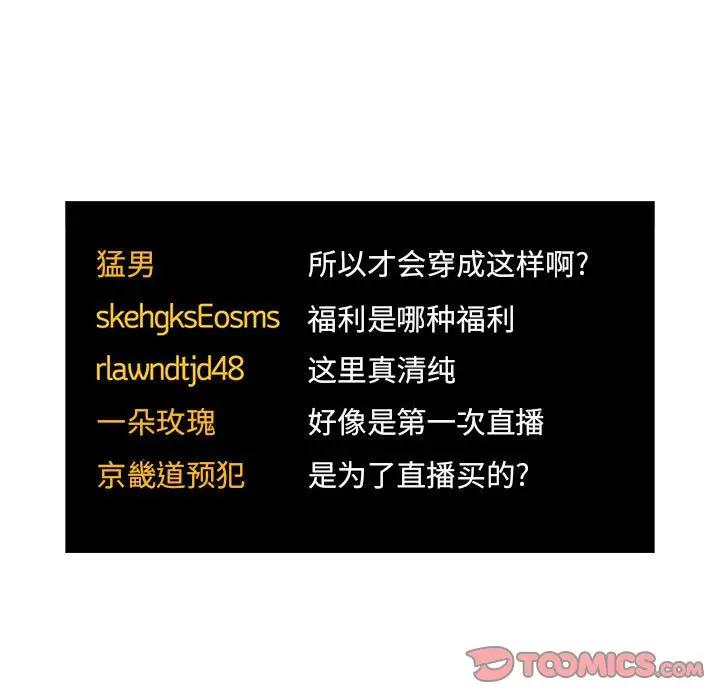 猛男 所以才会穿成这样啊?
skehgksEosms 福利是哪种福利
rlawndtjd48 这里真清纯
一朵玫瑰 好像是第一次直播
京畿道预犯 是为了直播买的?
TOOMICS.COM